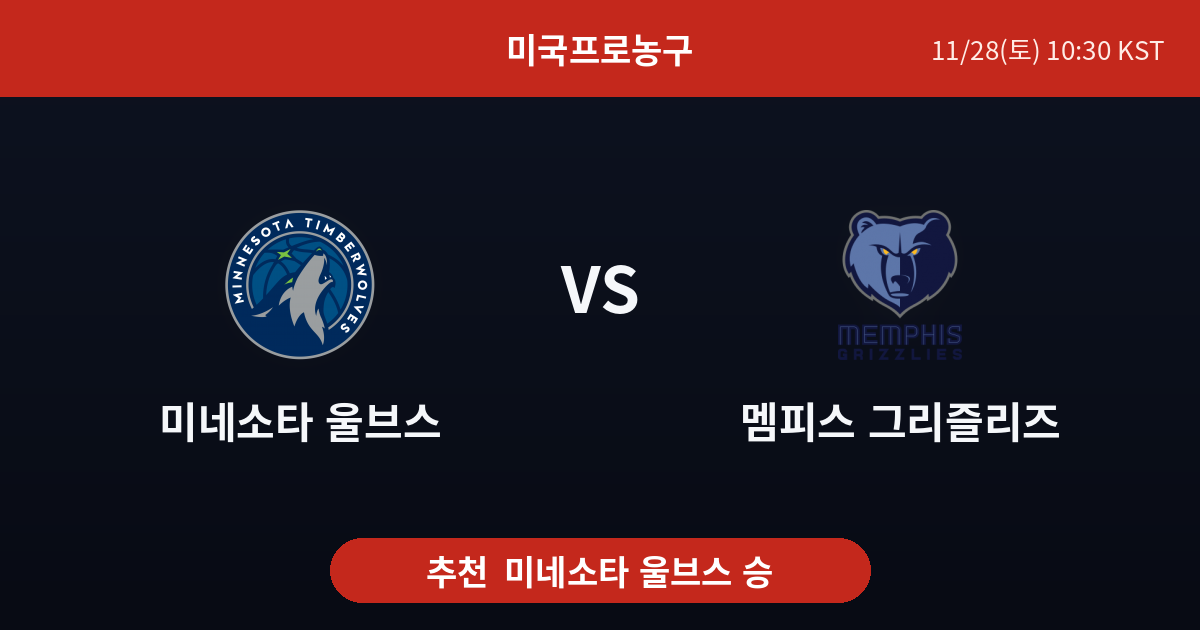 미국프로농구
11/28(토) 10:30 KST
MINNESOTA TIMBERWOLVES
VS
MEMPHIS
GRIZZLIES
미네소타 울브스
멤피스 그리즐리즈
추천 미네소타 울브스 승